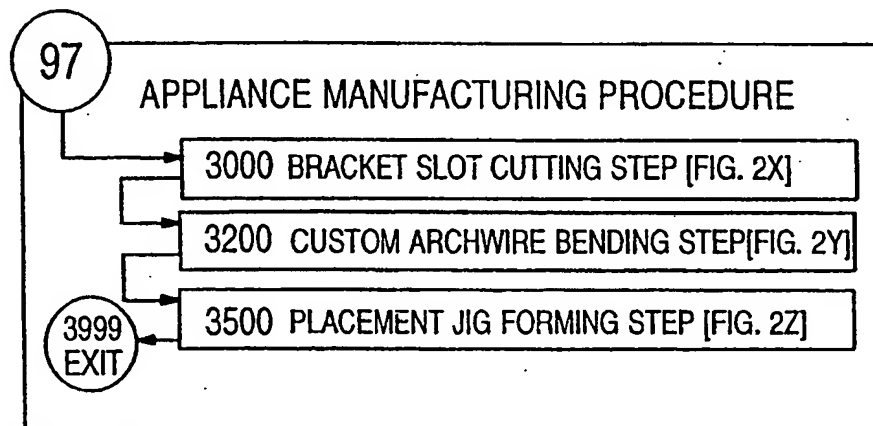 97
APPLIANCE MANUFACTURING PROCEDURE
3000 BRACKET SLOT CUTTING STEP [FIG. 2X]
3200 CUSTOM ARCHWIRE BENDING STEP[FIG. 2Y]
3500 PLACEMENT JIG FORMING STEP [FIG. 2Z]
3999
EXIT